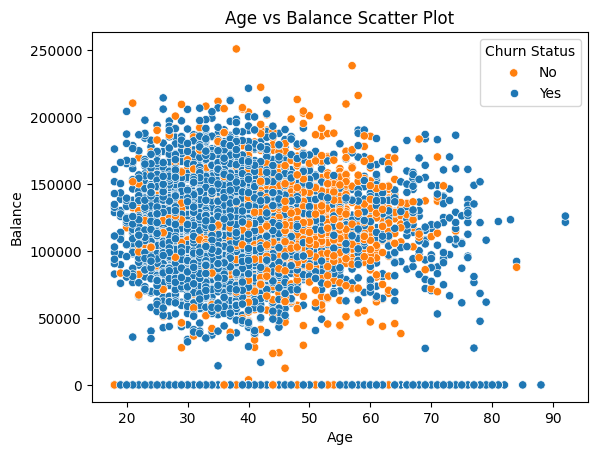 Age vs Balance Scatter Plot
Churn Status
No
Yes
250000
200000
150000
100000
50000
0
Balance
20 30 40 50 60 70 80 90
Age